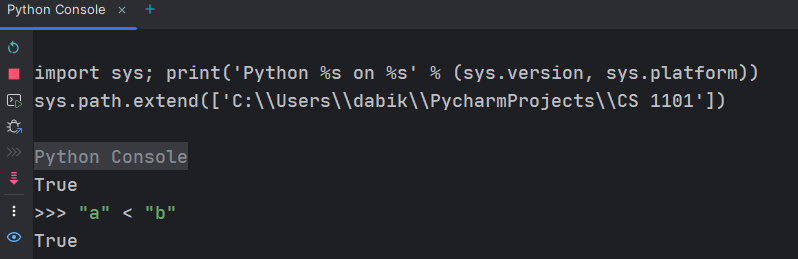 Python Console × +
import sys; print('Python %s on %s' % (sys.version, sys.platform))
sys.path.extend(['C:\\Users\\dabik\\PycharmProjects\\CS 1101'])
Python Console
True
>>> "a" < "b"
True